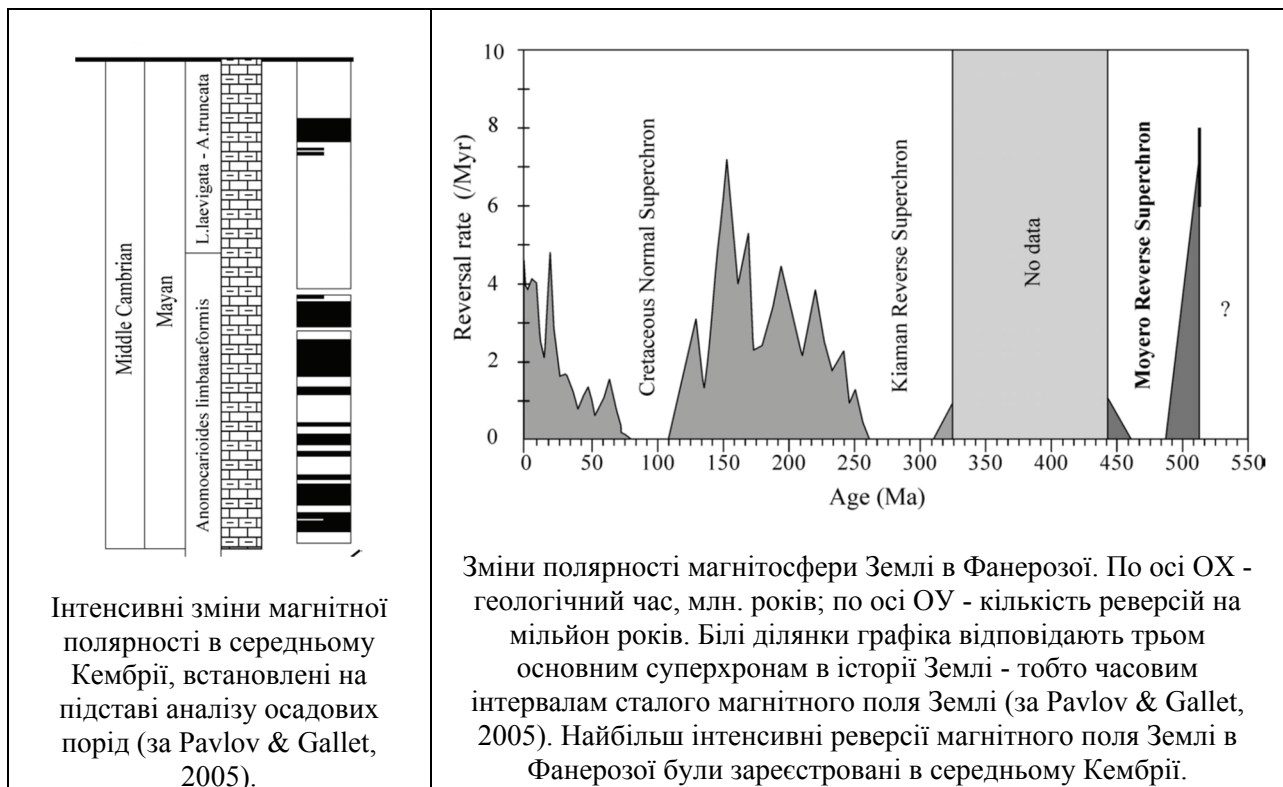 Middle Cambrian
Mayan
L.laevigata - A.truncata
Anomocarioides limbataeformis
Інтенсивні зміни магнітної
полярності в середньому
Кембрії, встановлені на
підставі аналізу осадових
порід (за Pavlov & Gallet,
2005).
Reversal rate (/Myr)
10
8
6
4
2
0
Cretaceous Normal Superchron
Kiaman Reverse Superchron
No data
Moyero Reverse Superchron
?
0 50 100 150 200 250 300 350 400 450 500 550
Age (Ma)
Зміни полярності магнітосфери Землі в Фанерозої. По осі ОХ -
геологічний час, млн. років; по осі ОУ - кількість реверсій на
мільйон років. Білі ділянки графіка відповідають трьом
основним суперхронам в історії Землі - тобто часовим
інтервалам сталого магнітного поля Землі (за Pavlov & Gallet,
2005). Найбільш інтенсивні реверсії магнітного поля Землі в
Фанерозої були зареєстровані в середньому Кембрії.